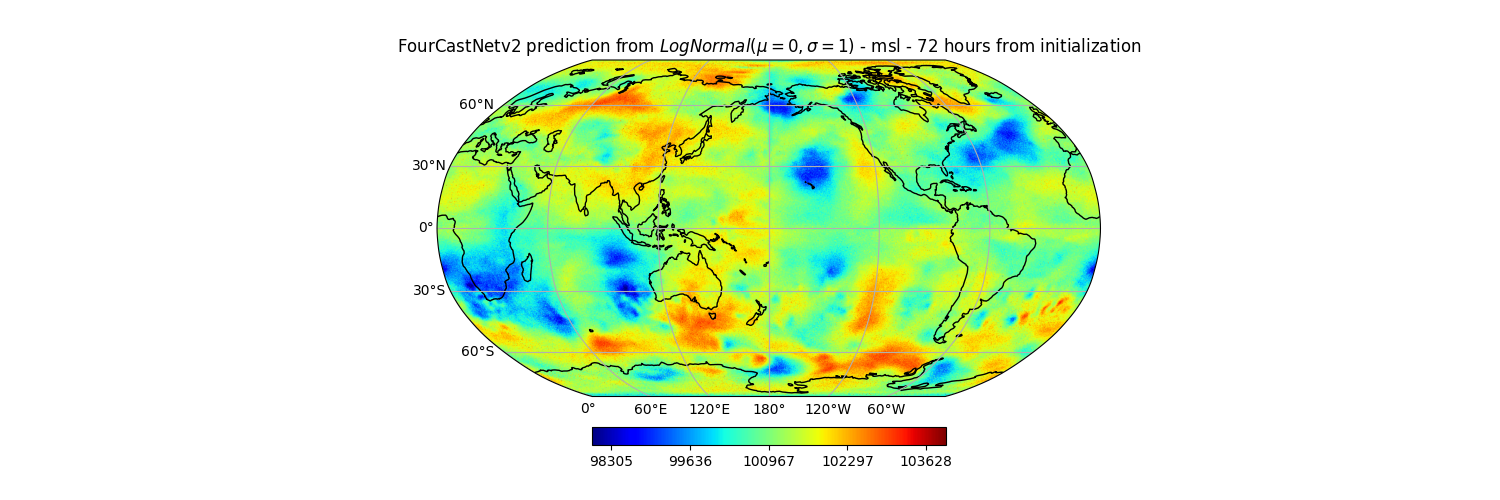 FourCastNetv2 prediction from LogNormal(μ = 0, σ = 1) - msl - 72 hours from initialization
60°N
30°N
0°
30°S
60°S
0° 60°E 120°E 180° 120°W 60°W
98305 99636 100967 102297 103628